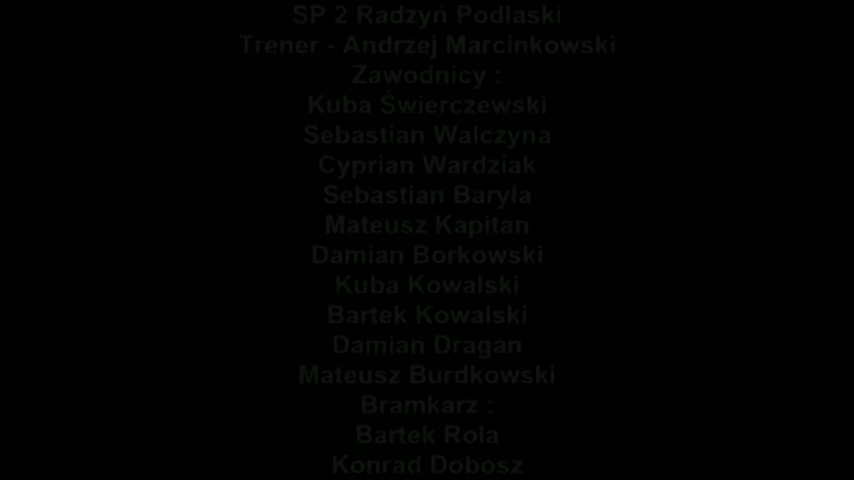 SP 2 Radzyń Podlaski
Trener - Andrzej Marcinkowski
Zawodnicy :
Kuba Świerczewski
Sebastian Walczyna
Cyprian Wardziak
Sebastian Baryła
Mateusz Kapitan
Damian Borkowski
Kuba Kowalski
Bartek Kowalski
Damian Dragan
Mateusz Burdkowski
Bramkarz :
Bartek Rola
Konrad Dobosz